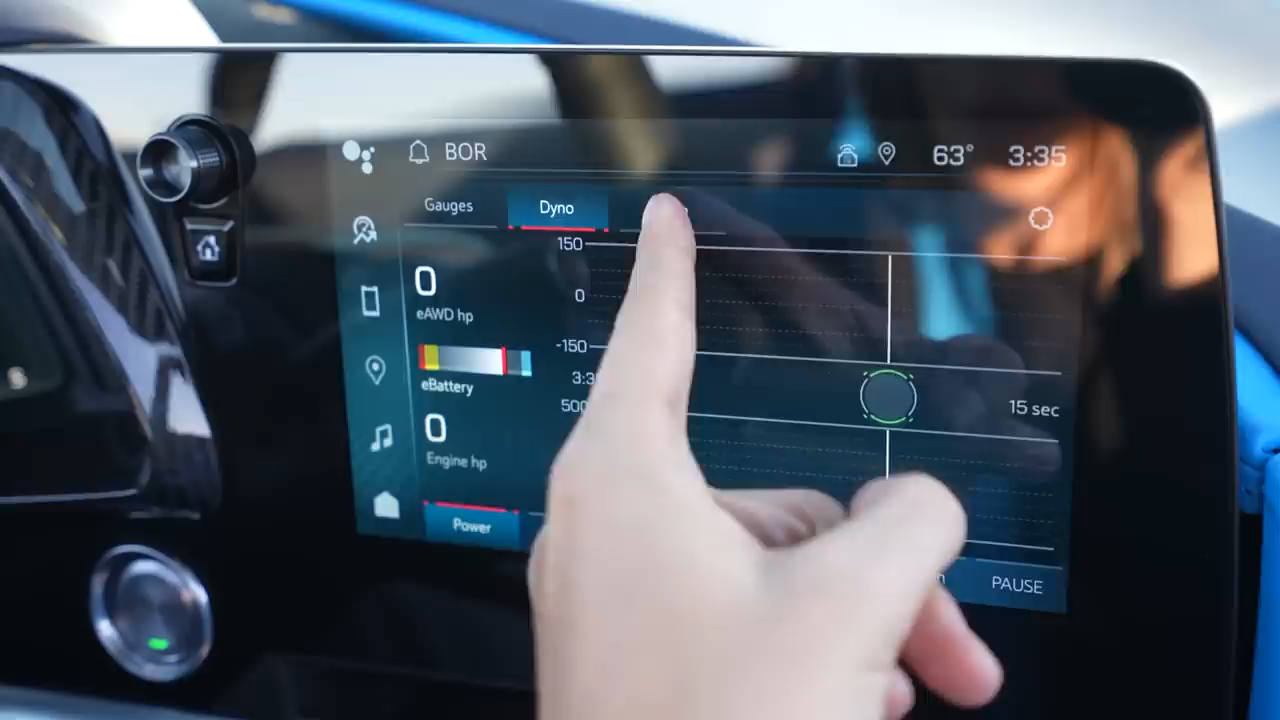 BOR
63° 3:35
Gauges Dyno
150
0
eAWD hp
0
-150
eBattery
3:3
15 sec
500
0
Engine hp
Power
PAUSE